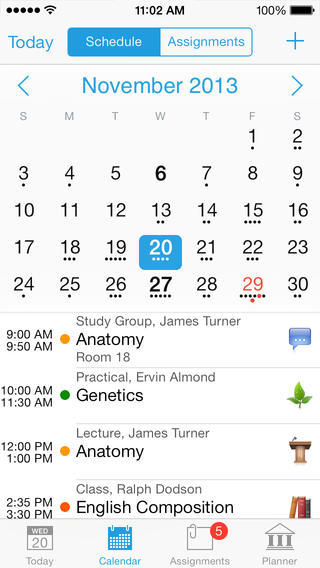 11:02 AM 100%
Today Schedule Assignments +
November 2013
S M T W T F S
1 2
3 4 5 6 7 8 9
10 11 12 13 14 15 16
17 18 19 20 21 22 23
24 25 26 27 28 29 30
Study Group, James Turner
9:00 AM
Anatomy
9:50 AM
Room 18
Practical, Ervin Almond
10:00 AM
Genetics
11:30 AM
Lecture, James Turner
12:00 PM
Anatomy
1:00 PM
Class, Ralph Dodson
2:35 PM
English Composition
3:30 PM
WED
20
5
Today Calendar Assignments Planner